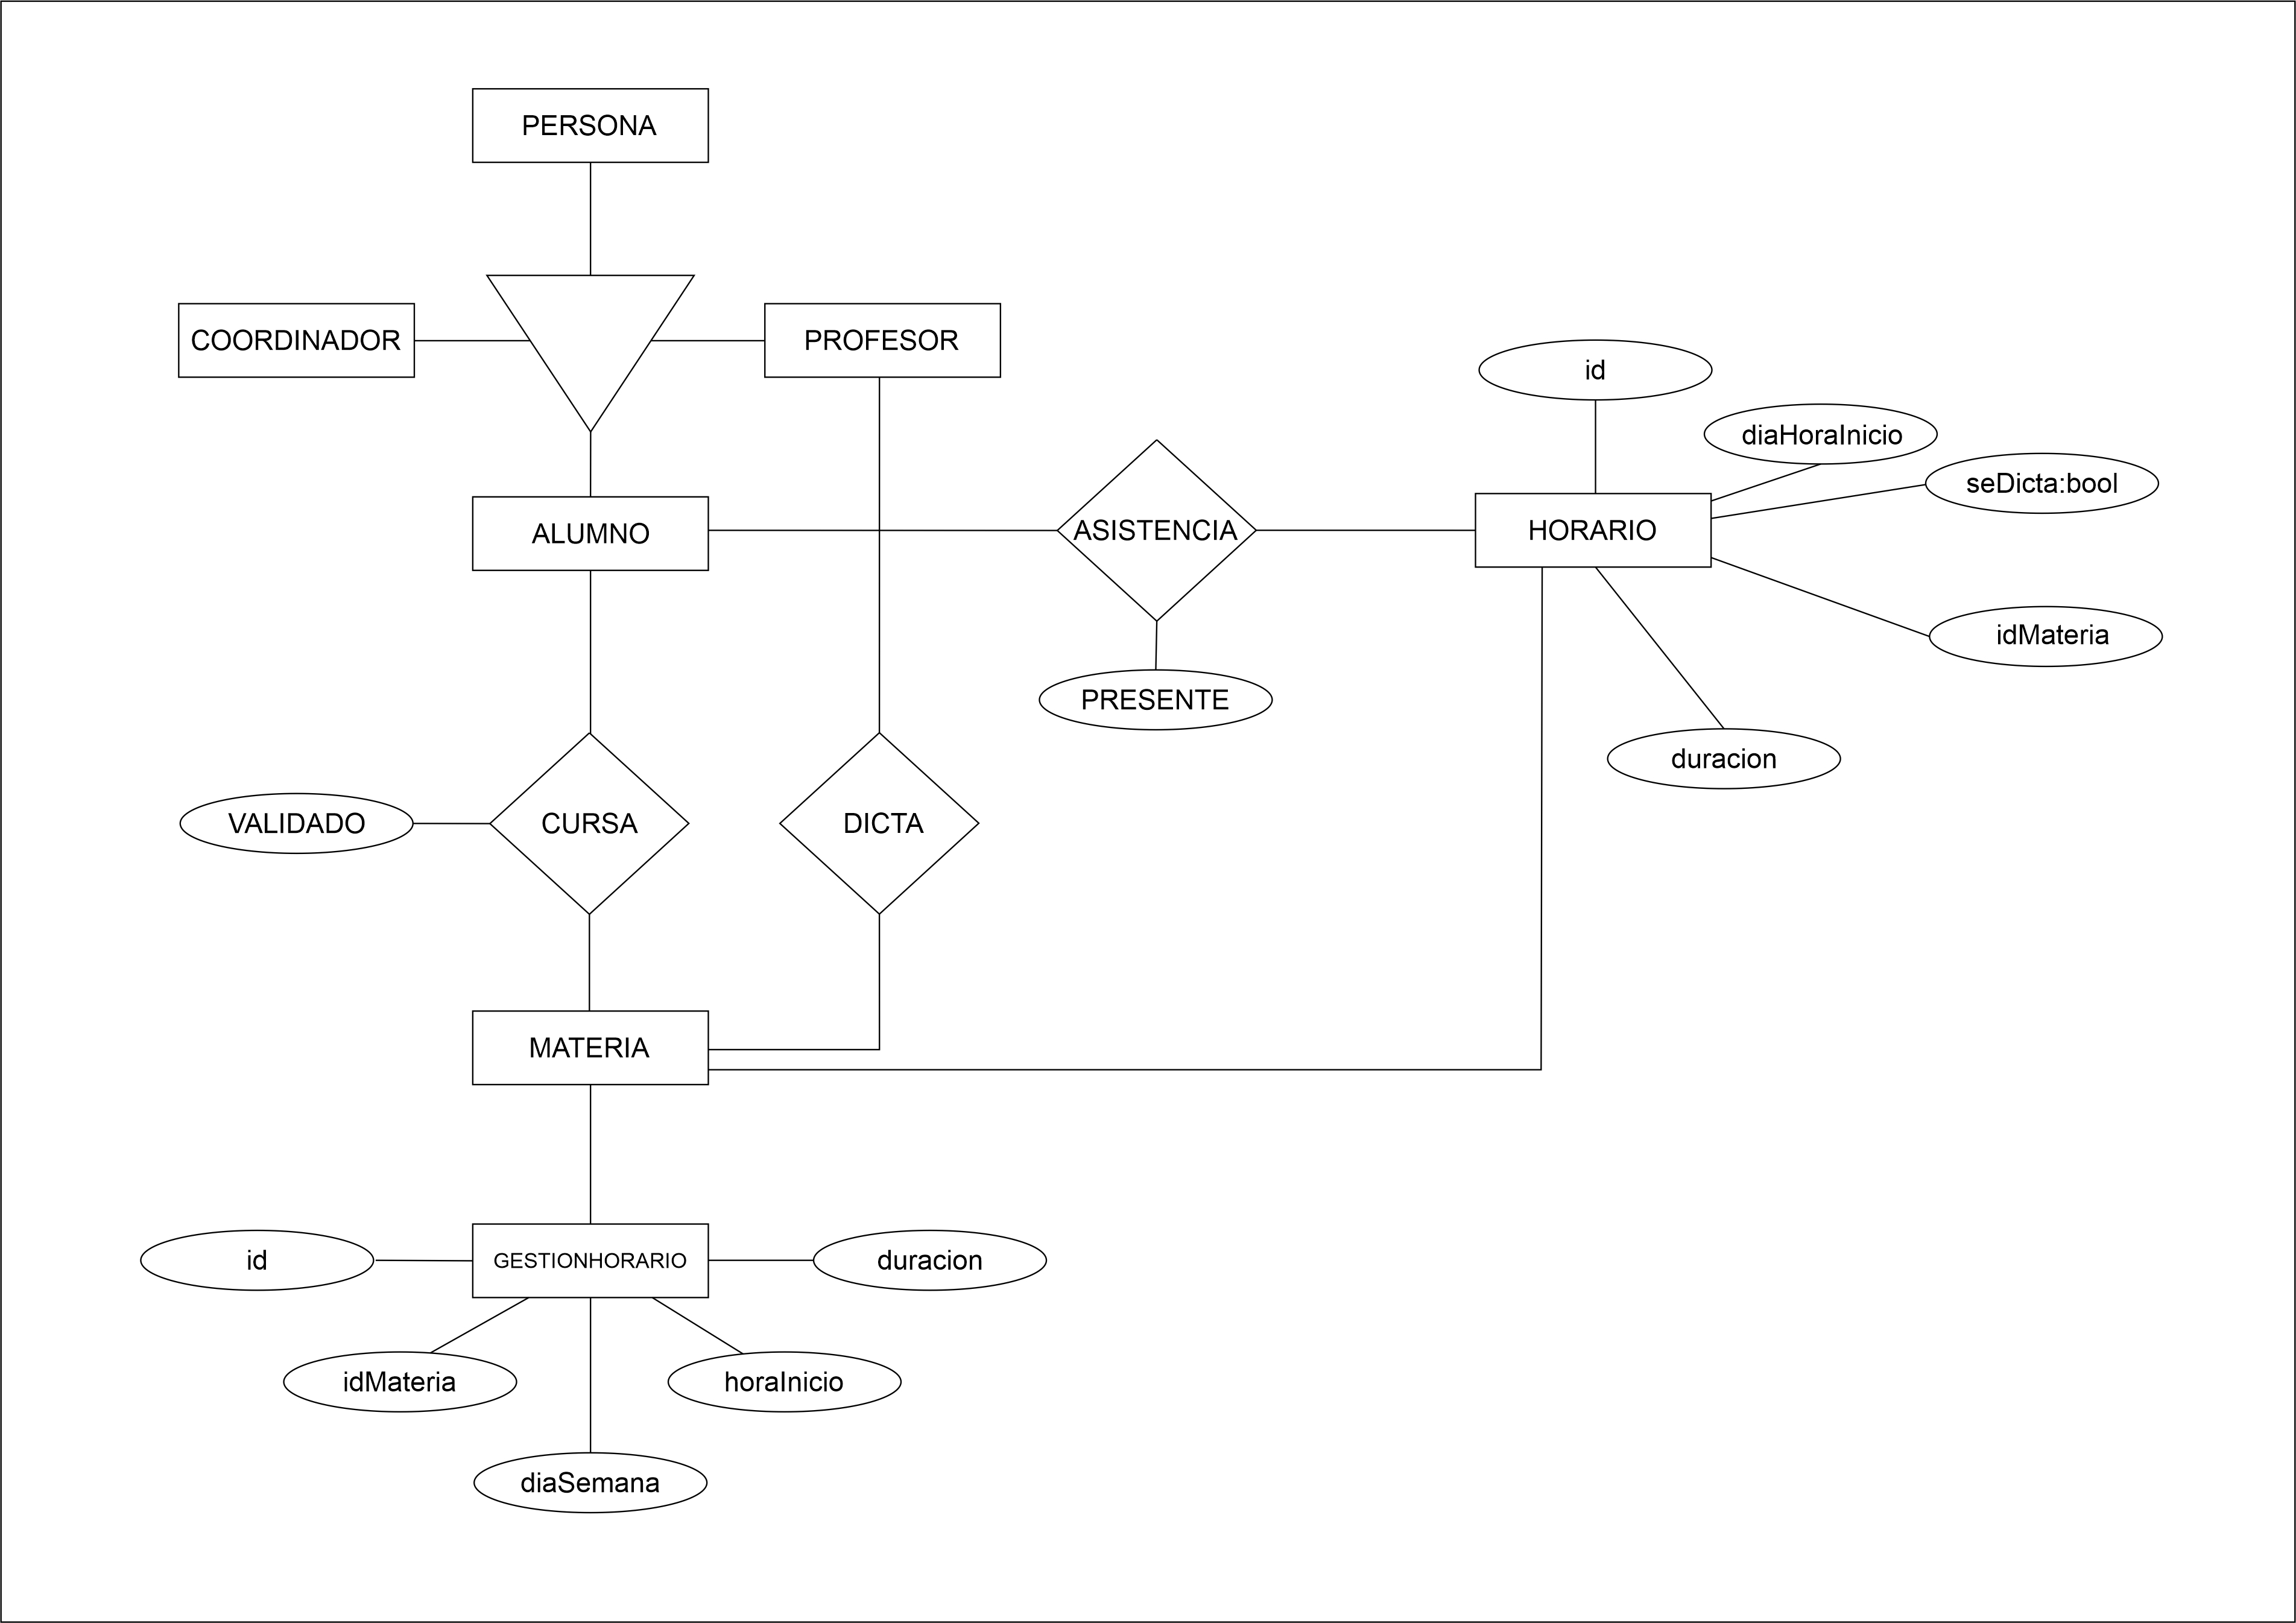 PERSONA
COORDINADOR
PROFESOR
id
diaHoraInicio
seDicta:bool
ALUMNO
ASISTENCIA
HORARIO
idMateria
PRESENTE
duracion
VALIDADO
CURSA
DICTA
MATERIA
id
GESTIONHORARIO
duracion
idMateria
horaInicio
diaSemana